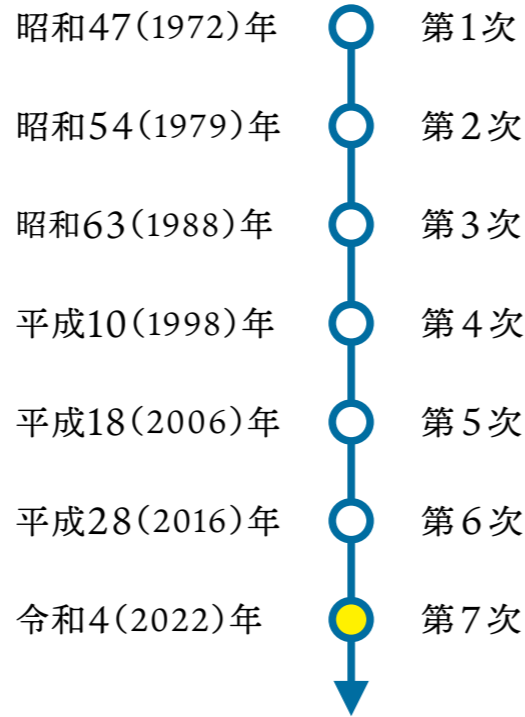 昭和47(1972)年 第1次
昭和54(1979)年 第2次
昭和63(1988)年 第3次
平成10(1998)年 第4次
平成18(2006)年 第5次
平成28(2016)年 第6次
令和4(2022)年 第7次